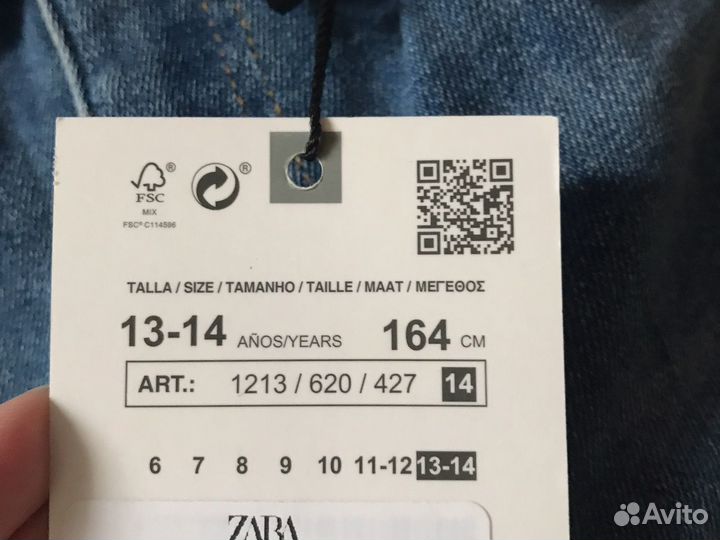 FSC ®
MIX
FSC® C114596
®
TALLA / SIZE / TAMANHO / TAILLE / MAAT / ΜΕΓΕΘΟΣ
13-14 AÑOS/YEARS 164 CM
ART.: 1213 / 620 / 427 14
6 7 8 9 10 11-12 13-14
ZARA
Avito